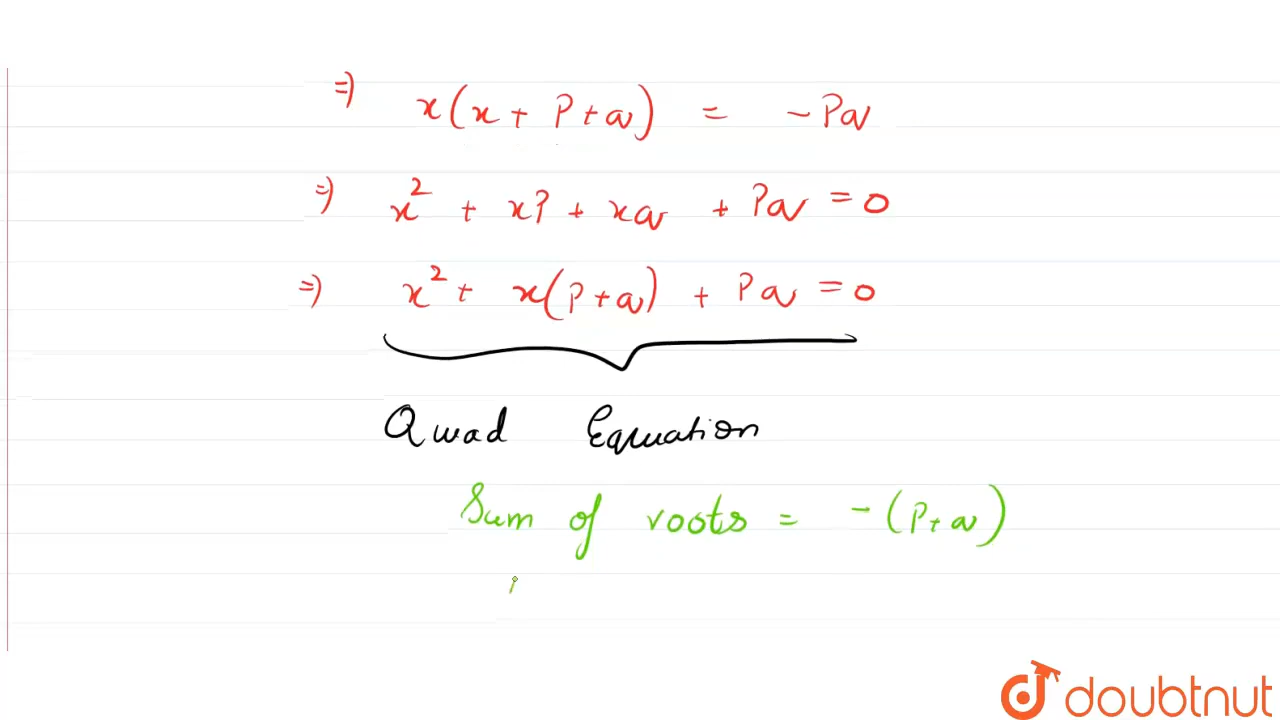 ⇒ x(x + P + q) = - Pq
⇒ x² + xP + xq + Pq = 0
⇒ x² + x(P+q) + Pq = 0
Quad Equation
Sum of roots = - (P+q)
doubtnut